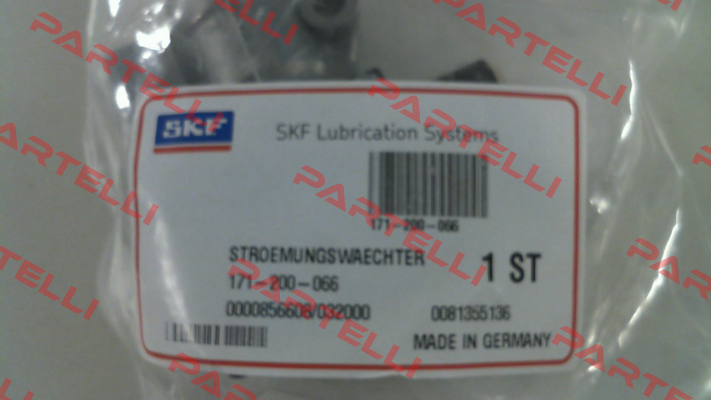 SKF
SKF Lubrication Systems
171-200-066
STROEMUNGSWAECHTER
1 ST
171-200-066
0000856608/032000
0081355136
MADE IN GERMANY
PARTELLI
PARTELLI
PARTELLI
PARTELLI
PARTELLI
PARTELLI
PARTELLI
PARTELLI
PARTELLI